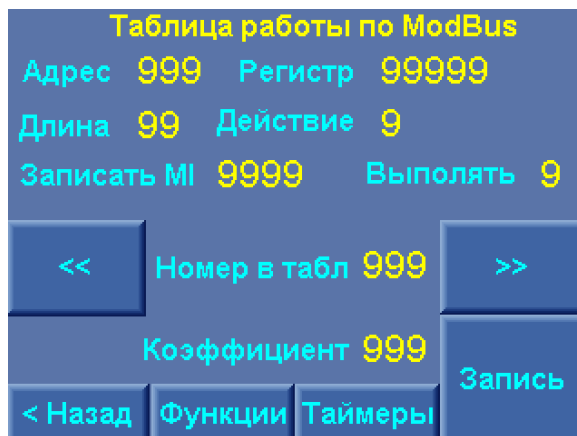 Таблица работы по ModBus
Адрес 999 Регистр 99999
Длина 99 Действие 9
Записать MI 9999 Выполять 9
<< Номер в табл 999 >>
Коэффициент 999
Запись
< Назад Функции Таймеры